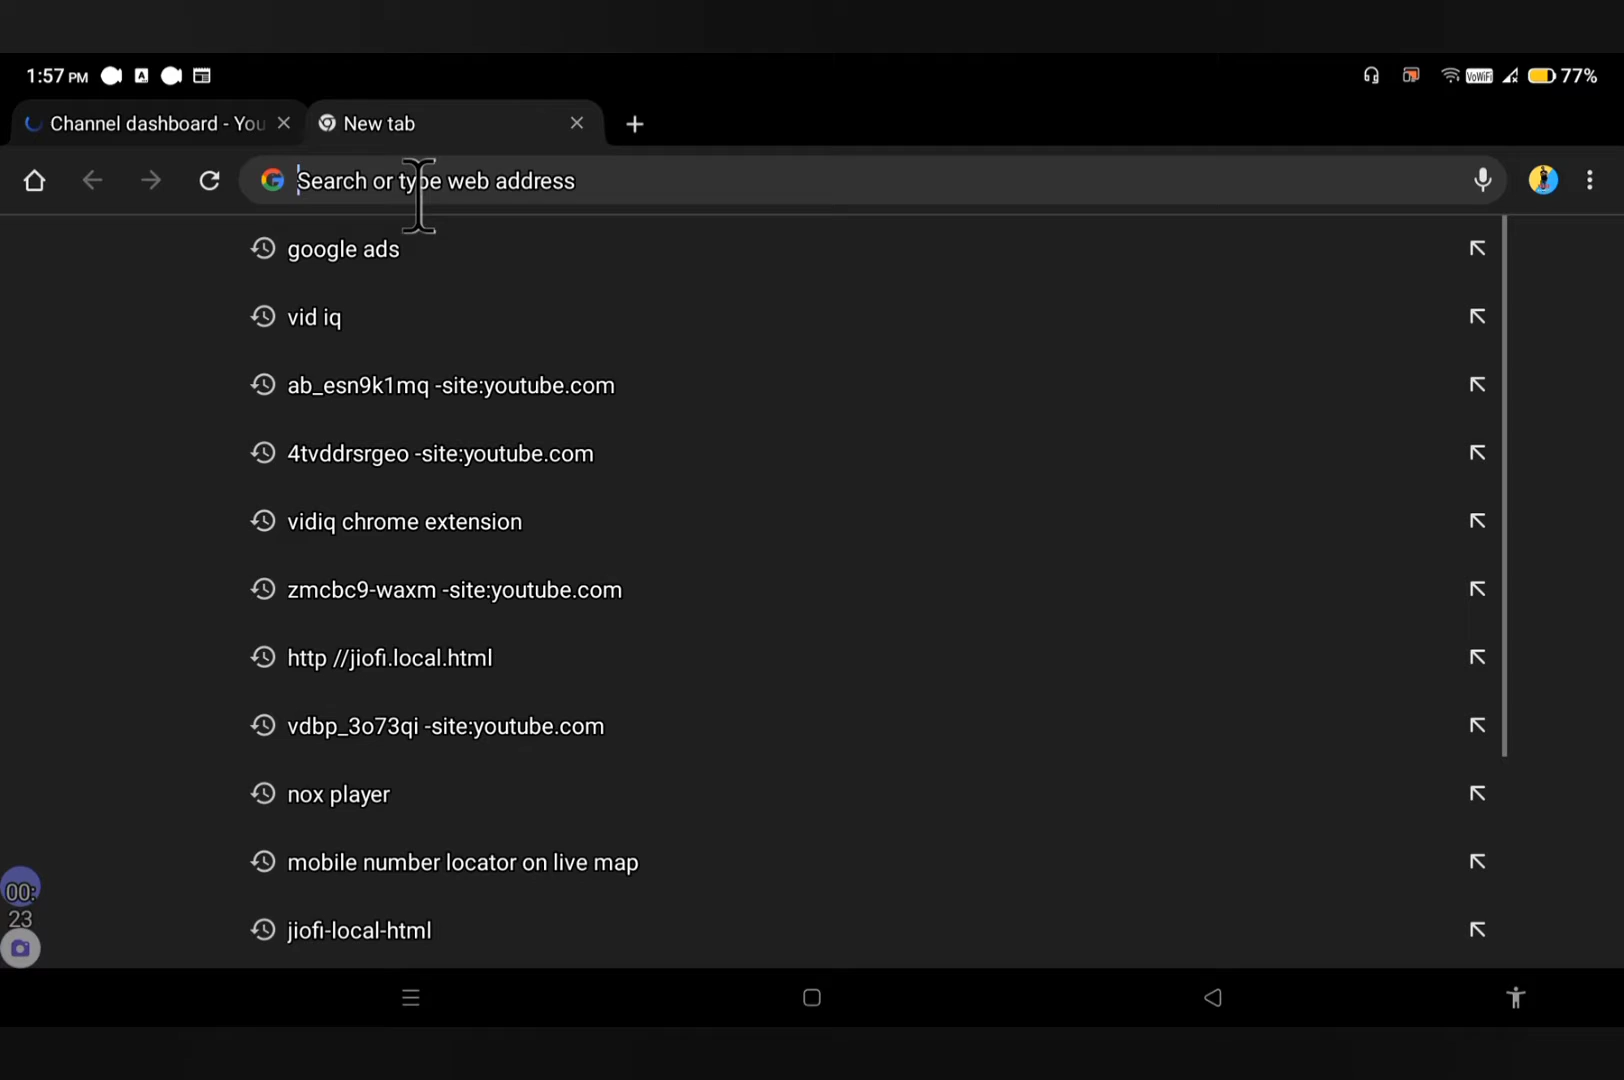 1:57 PM
VoWiFi 77%
Channel dashboard - You
New tab
Search or type web address
google ads
vid iq
ab_esn9k1mq -site:youtube.com
4tvddrsrgeo -site:youtube.com
vidiq chrome extension
zmcbc9-waxm -site:youtube.com
http //jiofi.local.html
vdbp_3o73qi -site:youtube.com
nox player
mobile number locator on live map
jiofi-local-html
00:
23